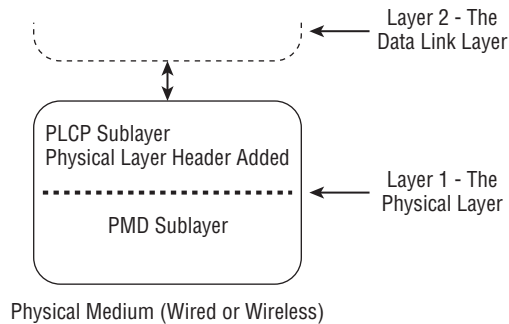 Layer 2 - The
Data Link Layer
PLCP Sublayer
Physical Layer Header Added
Layer 1 - The
Physical Layer
PMD Sublayer
Physical Medium (Wired or Wireless)